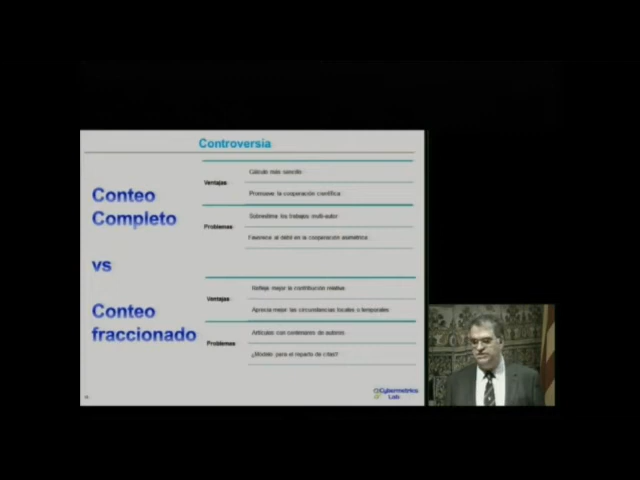 Controversia
Conteo
Completo
vs
Conteo
fraccionado
Ventajas
Cálculo más sencillo
Promueve la cooperación científica
Problemas
Sobrestima los trabajos multi-autor
Favorece al débil en la cooperación asimétrica
Ventajas
Refleja mejor la contribución relativa
Aprecia mejor las circunstancias locales o temporales
Problemas
Artículos con centenares de autores
¿Modelo para el reparto de citas?
Cybermetrics
Lab